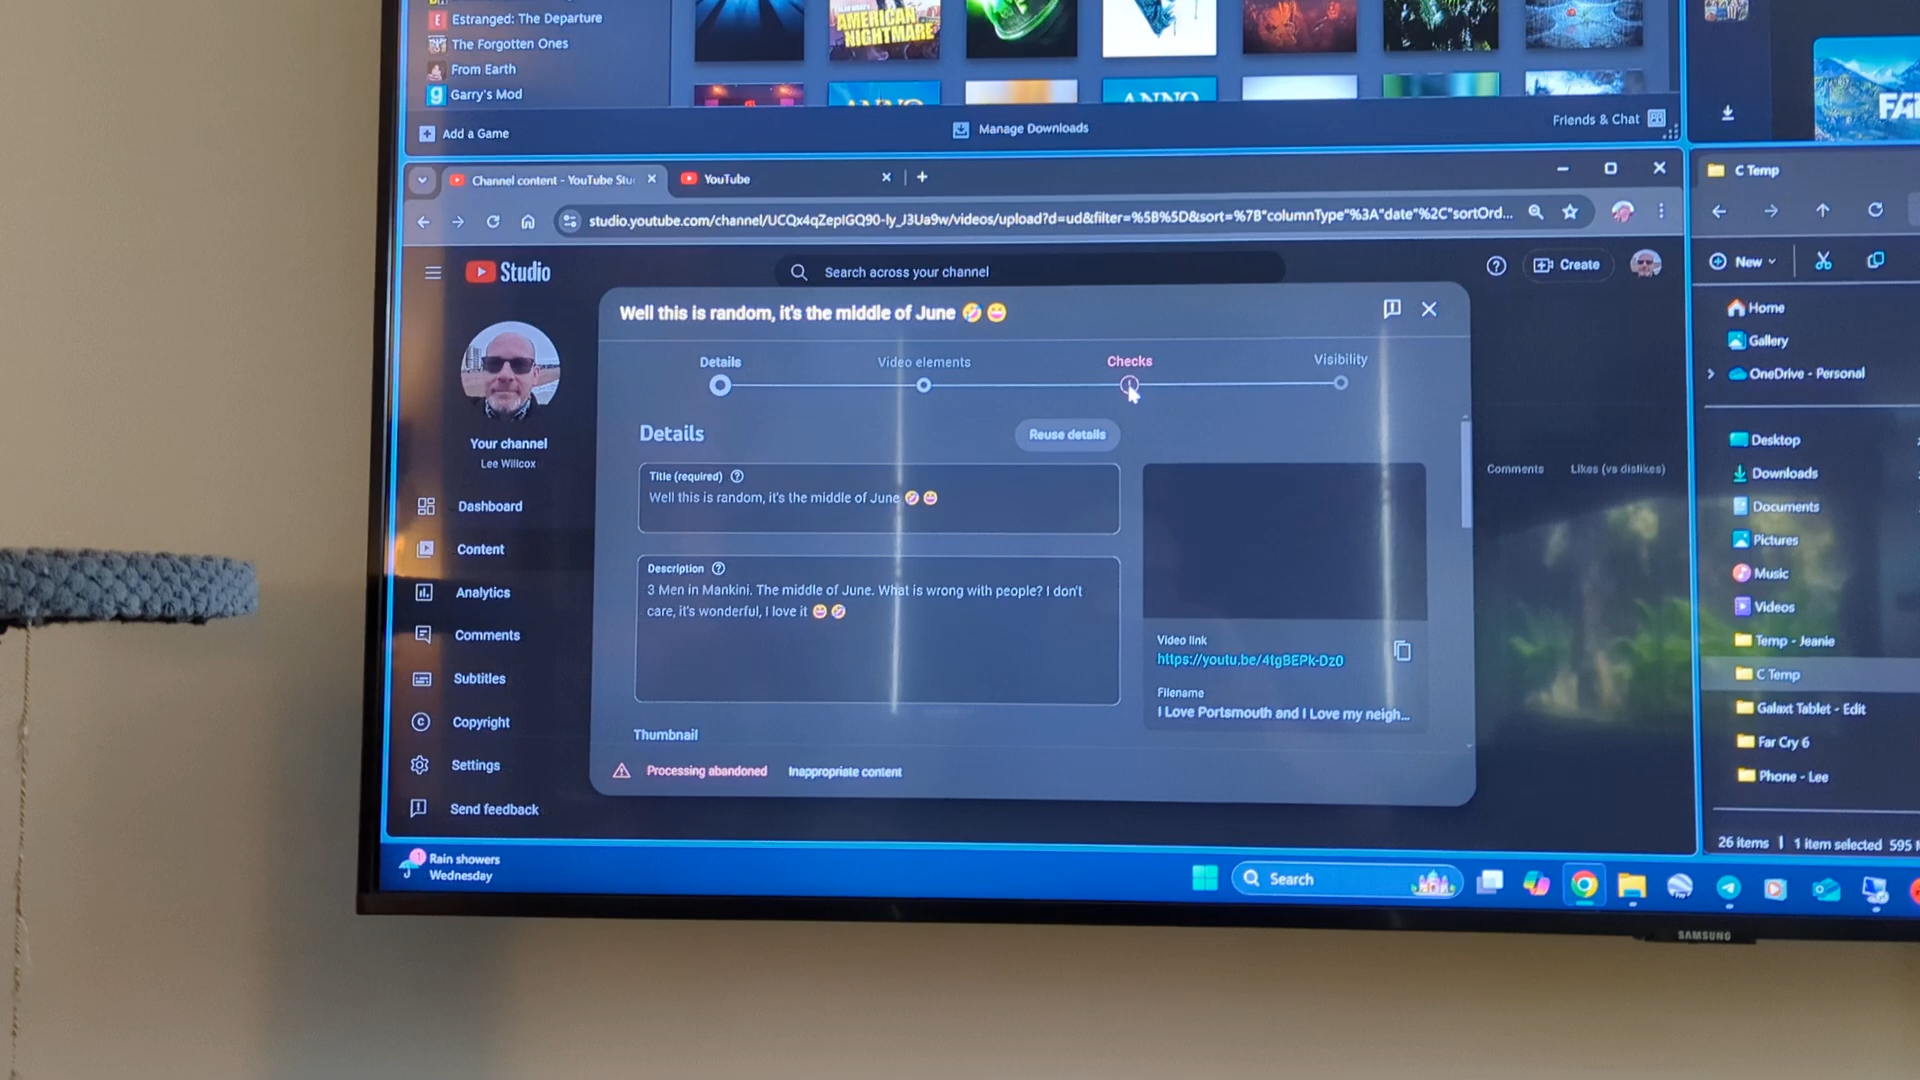 Estranged: The Departure
The Forgotten Ones
From Earth
Garry's Mod
AMERICAN
NIGHTMARE
ANNO
Add a Game
Manage Downloads
Friends & Chat
FA
Channel content - YouTube Stu
YouTube
studio.youtube.com/channel/UCQx4qZepIGQ90-ly_J3Ua9w/videos/upload?d=ud&filter=%5B%5D&sort=%7B"columnType"%3A"date"%2C"sortOrd...
Studio
Search across your channel
Create
Well this is random, it's the middle of June 🤣 😄
Details
Video elements
Checks
Visibility
Your channel
Lee Willcox
Dashboard
Content
Analytics
Comments
Subtitles
Copyright
Settings
Send feedback
Details
Reuse details
Title (required)
Well this is random, it's the middle of June 🤣 😄
Description
3 Men in Mankini. The middle of June. What is wrong with people? I don't
care, it's wonderful, I love it 😄 🤣
Thumbnail
Video link
https://youtu.be/4tgBEPk-Dz0
Filename
I Love Portsmouth and I Love my neigh...
Processing abandoned
Inappropriate content
Comments
Likes (vs dislikes)
C Temp
New
Home
Gallery
OneDrive - Personal
Desktop
Downloads
Documents
Pictures
Music
Videos
Temp - Jeanie
C Temp
Galaxt Tablet - Edit
Far Cry 6
Phone - Lee
26 items
1 item selected 595
Rain showers
Wednesday
Search
SAMSUNG